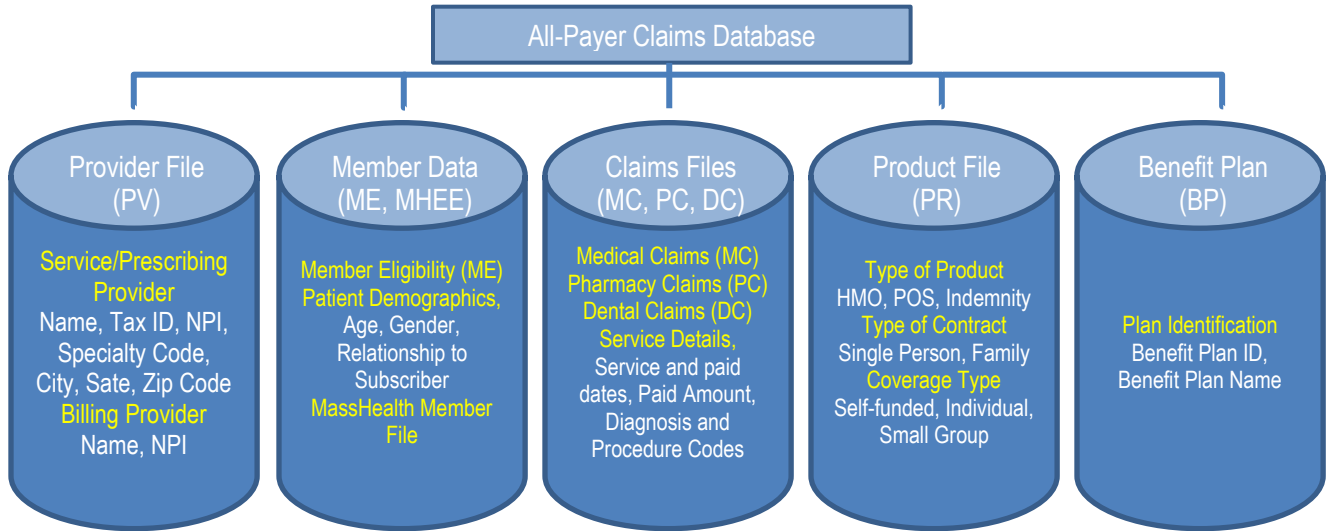 All-Payer Claims Database
Provider File
(PV)
Service/Prescribing
Provider
Name, Tax ID, NPI,
Specialty Code,
City, Sate, Zip Code
Billing Provider
Name, NPI
Member Data
(ME, MHEE)
Member Eligibility (ME)
Patient Demographics,
Age, Gender,
Relationship to
Subscriber
MassHealth Member
File
Claims Files
(MC, PC, DC)
Medical Claims (MC)
Pharmacy Claims (PC)
Dental Claims (DC)
Service Details,
Service and paid
dates, Paid Amount,
Diagnosis and
Procedure Codes
Product File
(PR)
Type of Product
HMO, POS, Indemnity
Type of Contract
Single Person, Family
Coverage Type
Self-funded, Individual,
Small Group
Benefit Plan
(BP)
Plan Identification
Benefit Plan ID,
Benefit Plan Name